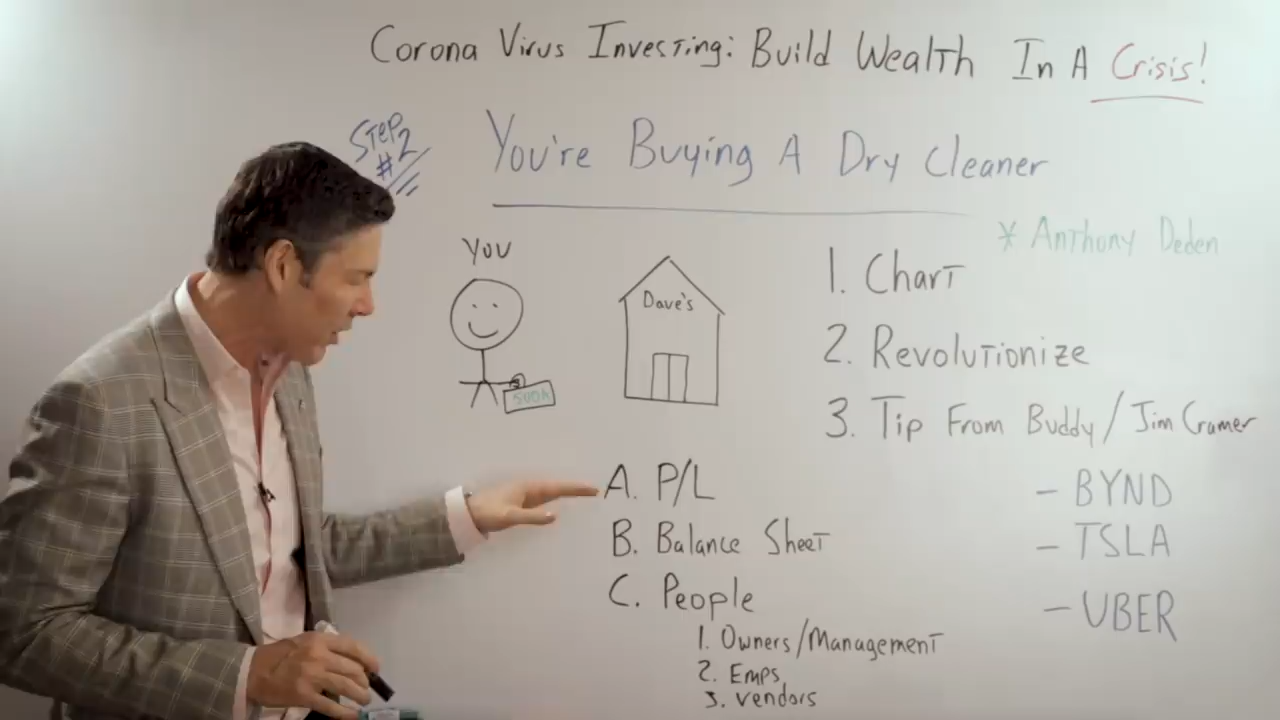 Corona Virus Investing: Build Wealth In A Crisis!
Step
#2
You're Buying A Dry Cleaner
* Anthony Deden
YOU
Dave's
1. Chart
2. Revolutionize
3. Tip From Buddy/Jim Cramer
- BYND
- TSLA
- UBER
A. P/L
B. Balance Sheet
C. People
1. Owners/Management
2. Emps
3. Vendors